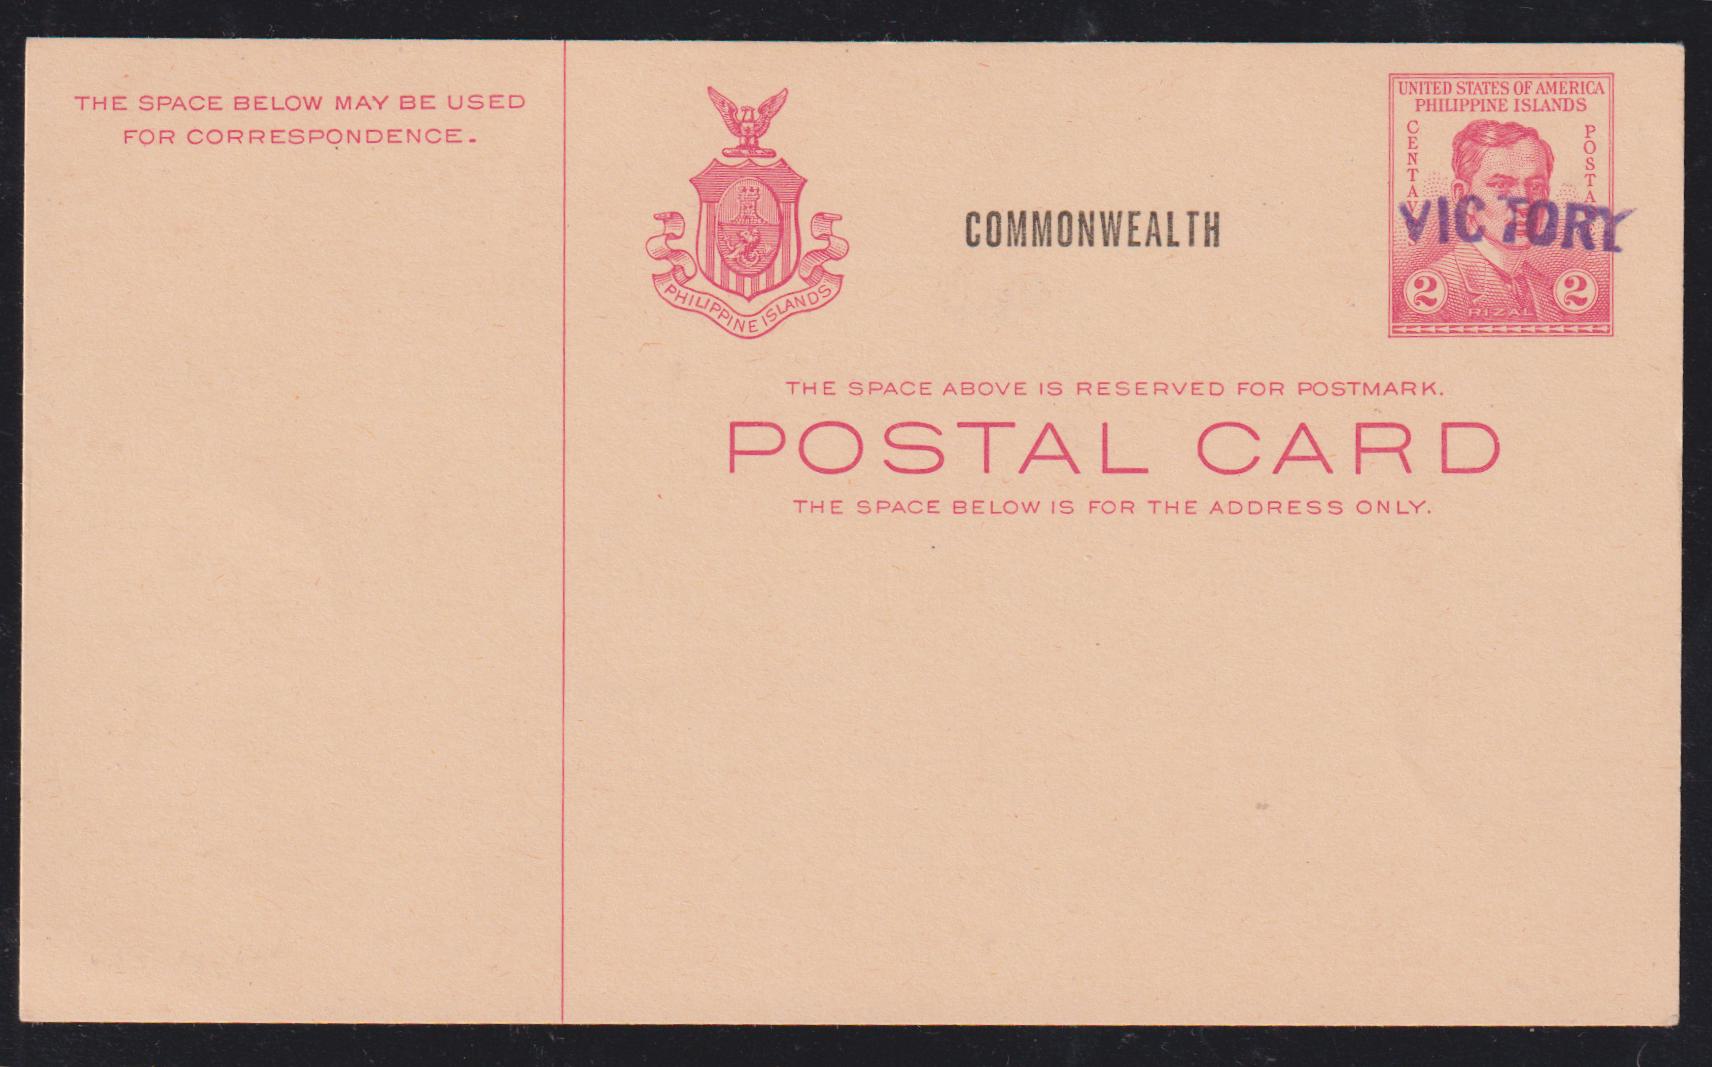 THE SPACE BELOW MAY BE USED
FOR CORRESPONDENCE.
PHILIPPINE ISLANDS
COMMONWEALTH
UNITED STATES OF AMERICA
PHILIPPINE ISLANDS
VICTORY
2 2
RIZAL
THE SPACE ABOVE IS RESERVED FOR POSTMARK.
POSTAL CARD
THE SPACE BELOW IS FOR THE ADDRESS ONLY.